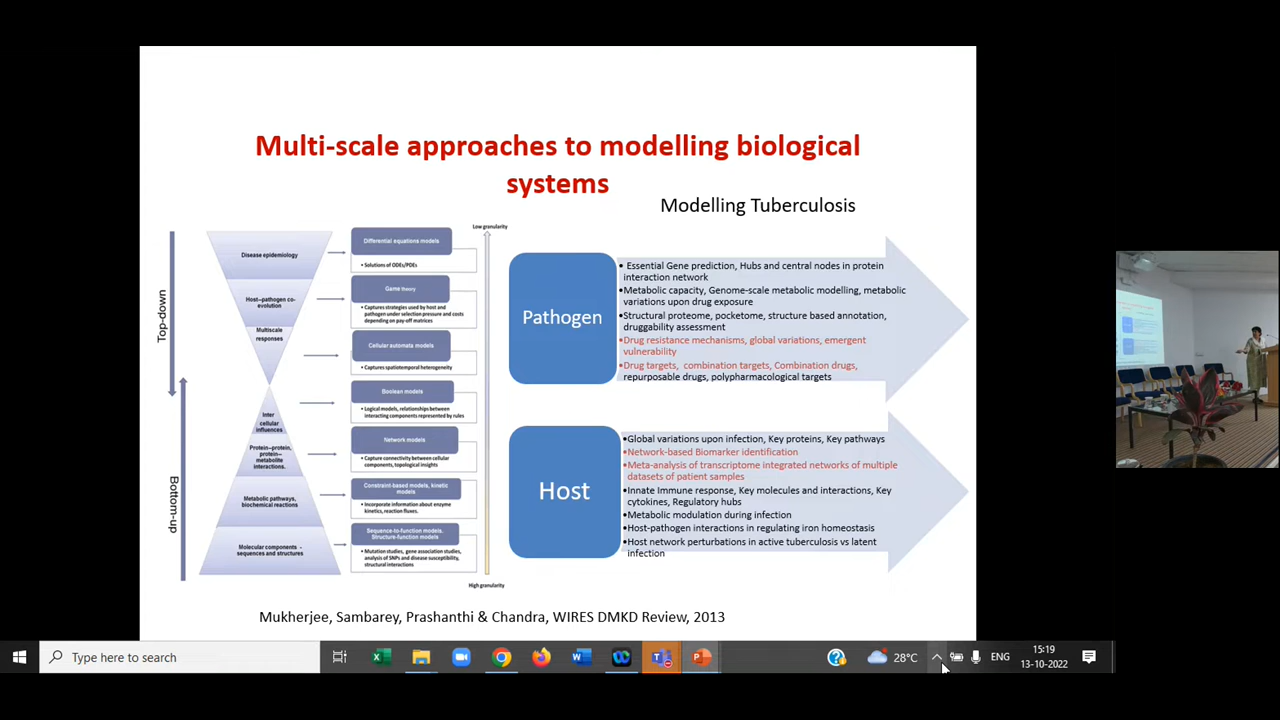 Multi-scale approaches to modelling biological
systems
Modelling Tuberculosis
Top-down
Bottom-up
Disease epidemiology
Host–pathogen co-
evolution
Multiscale
responses
Inter
cellular
influences
Protein–protein,
protein–
metabolite
interactions.
Metabolic pathways,
biochemical reactions
Molecular components –
sequences and structures
Low granularity
Differential equations models
• Solutions of ODEs/PDEs
Game theory
• Captures strategies used by host and
pathogen under selection pressure and costs
depending on pay-off matrices
Cellular automata models
• Captures spatiotemporal heterogeneity
Boolean models
• Logical models, relationships between
interacting components represented by rules
Network models
• Capture connectivity between cellular
components, topological insights
Constraint-based models, kinetic
models
• Incorporate information about enzyme
kinetics, reaction fluxes.
Sequence-to-function models,
Structure-function models
• Mutation studies, gene association studies,
analysis of SNPs and disease susceptibility,
structural interactions
High granularity
Pathogen
• Essential Gene prediction, Hubs and central nodes in protein
interaction network
•Metabolic capacity, Genome-scale metabolic modelling, metabolic
variations upon drug exposure
•Structural proteome, pocketome, structure based annotation,
druggability assessment
•Drug resistance mechanisms, global variations, emergent
vulnerability
•Drug targets, combination targets, Combination drugs,
repurposable drugs, polypharmacological targets
Host
•Global variations upon infection, Key proteins, Key pathways
•Network-based Biomarker identification
•Meta-analysis of transcriptome integrated networks of multiple
datasets of patient samples
•Innate Immune response, Key molecules and interactions, Key
cytokines, Regulatory hubs
•Metabolic modulation during infection
•Host-pathogen interactions in regulating iron homeostasis
•Host network perturbations in active tuberculosis vs latent
infection
Mukherjee, Sambarey, Prashanthi & Chandra, WIRES DMKD Review, 2013
Type here to search
28°C
ENG
15:19
13-10-2022